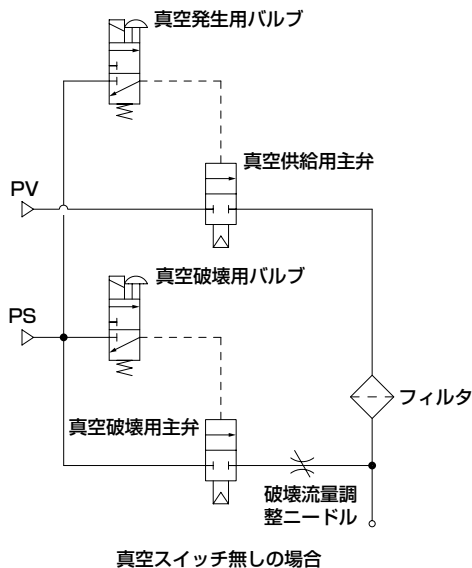 真空発生用バルブ
真空供給用主弁
PV
真空破壊用バルブ
PS
フィルタ
真空破壊用主弁
破壊流量調
整ニードル
真空スイッチ無しの場合